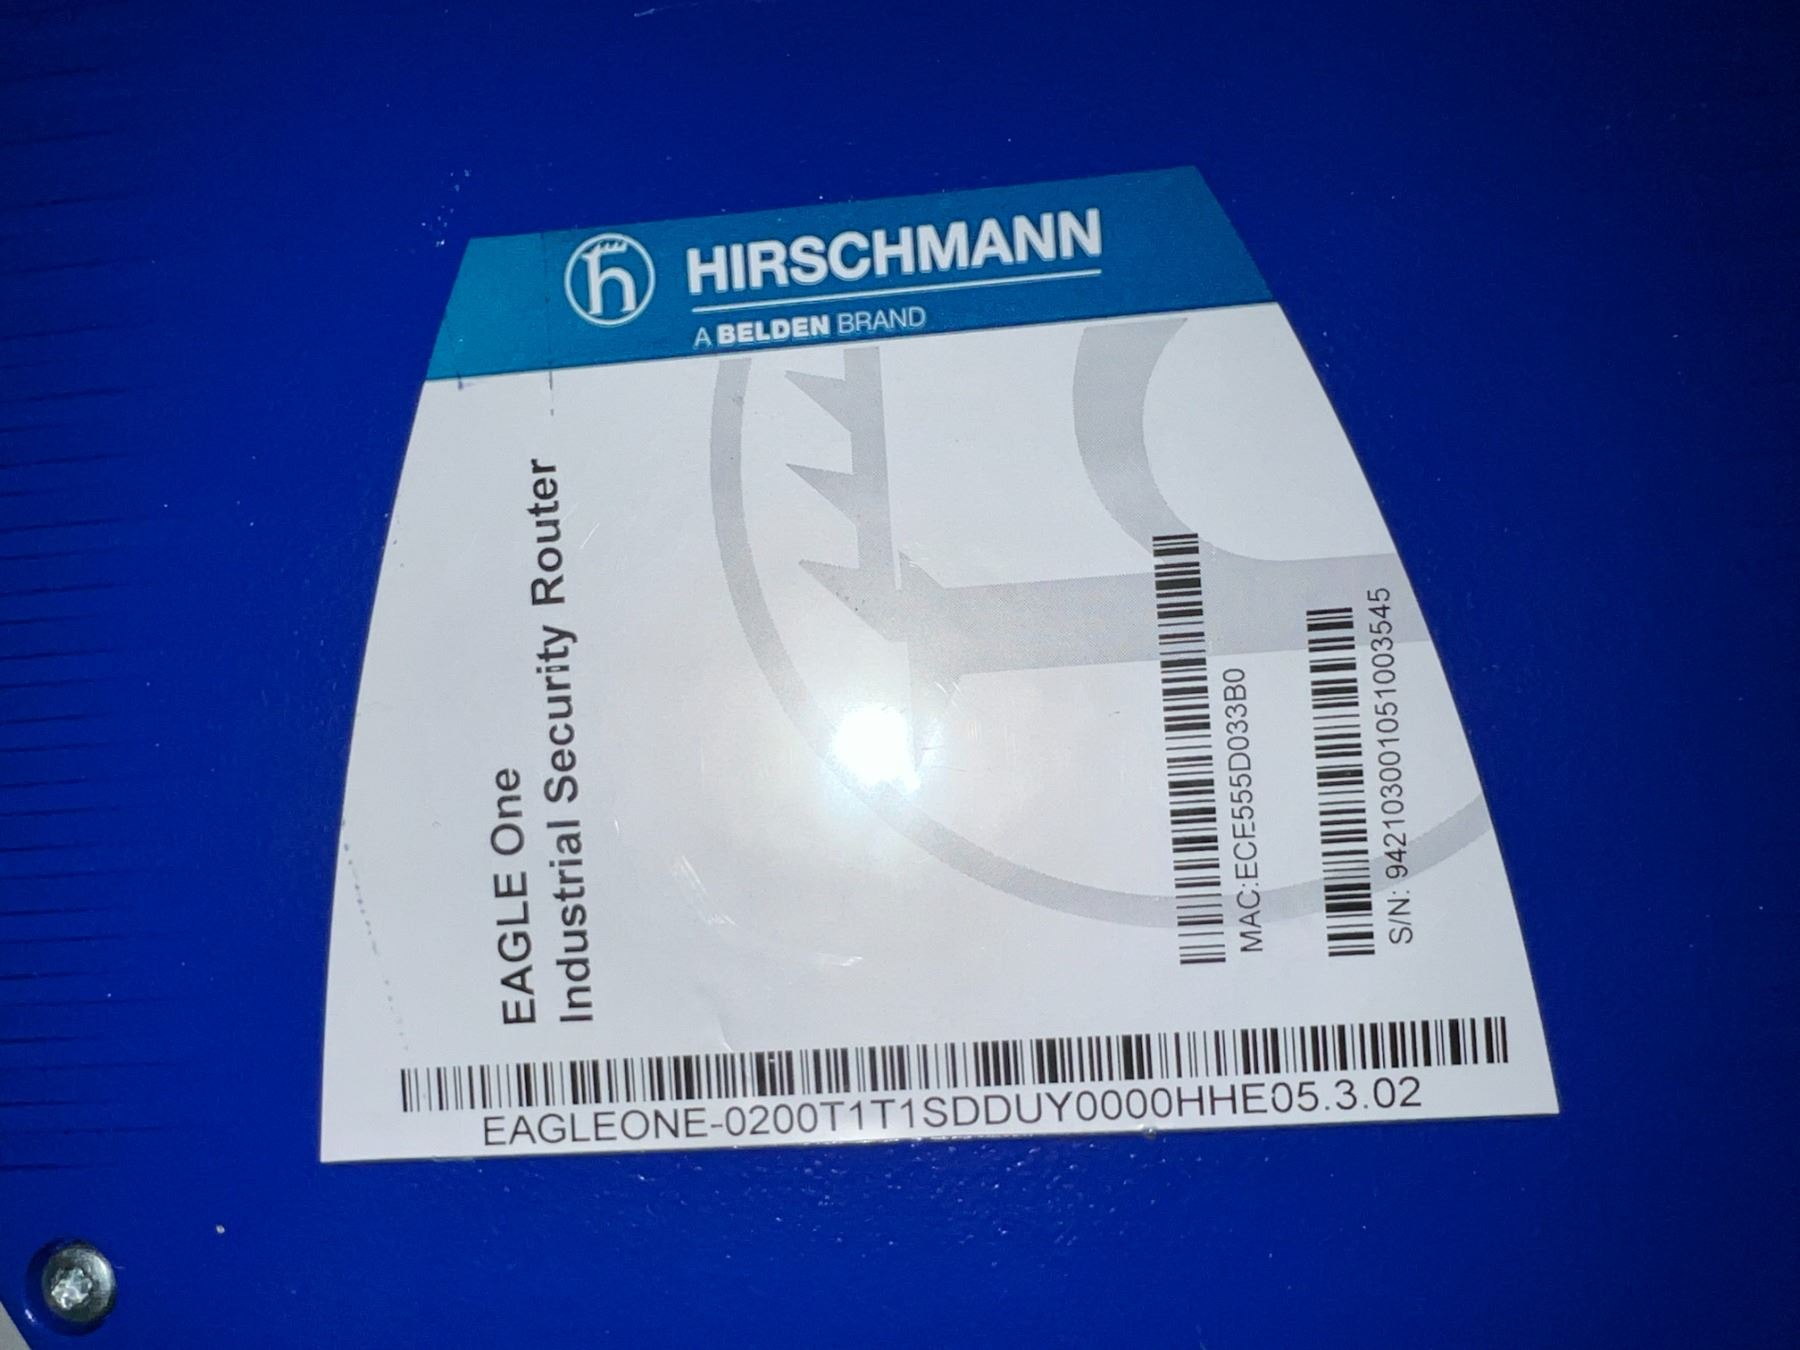 HIRSCHMANN
A BELDEN BRAND
EAGLE One
Industrial Security Router
MAC:ECE555D033B0
S/N: 942103001051003545
EAGLEONE-0200T1T1SDDUY0000HHE05.3.02